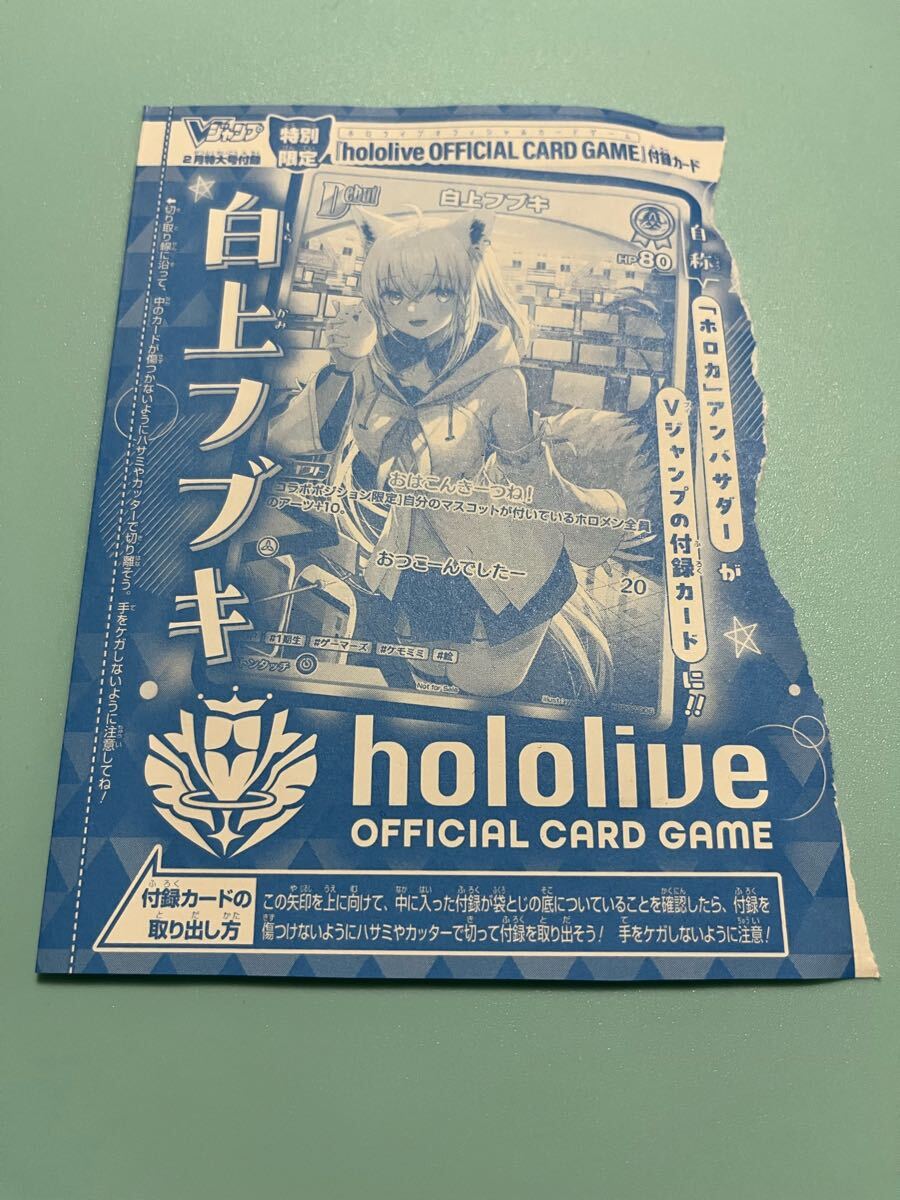 Vジャンプ
2月特大号付録
特別
限定
ホロライブオフィシャルカードゲーム
『hololive OFFICIAL CARD GAME』付録カード
⬆切り取り線に沿って、中のカードが傷つかないようにハサミやカッターで切り離そう。手をケガしないように注意してね!
白上フブキ
しら
かみ
Debut
白上フブキ
HP80
自称
「ホロカ」アンバサダーが
Vジャンプの付録カードに!!
おはこんきーつね!
[コラボポジション限定]自分のマスコットが付いているホロメン全員
のアーツ+10。
おつこーんでしたー
20
#1期生 #ゲーマーズ #ケモミミ #絵
トンタッチ
Not for Sale
hololive
OFFICIAL CARD GAME
付録カードの
取り出し方
この矢印を上に向けて、中に入った付録が袋とじの底についていることを確認したら、付録を
傷つけないようにハサミやカッターで切って付録を取り出そう! 手をケガしないように注意!